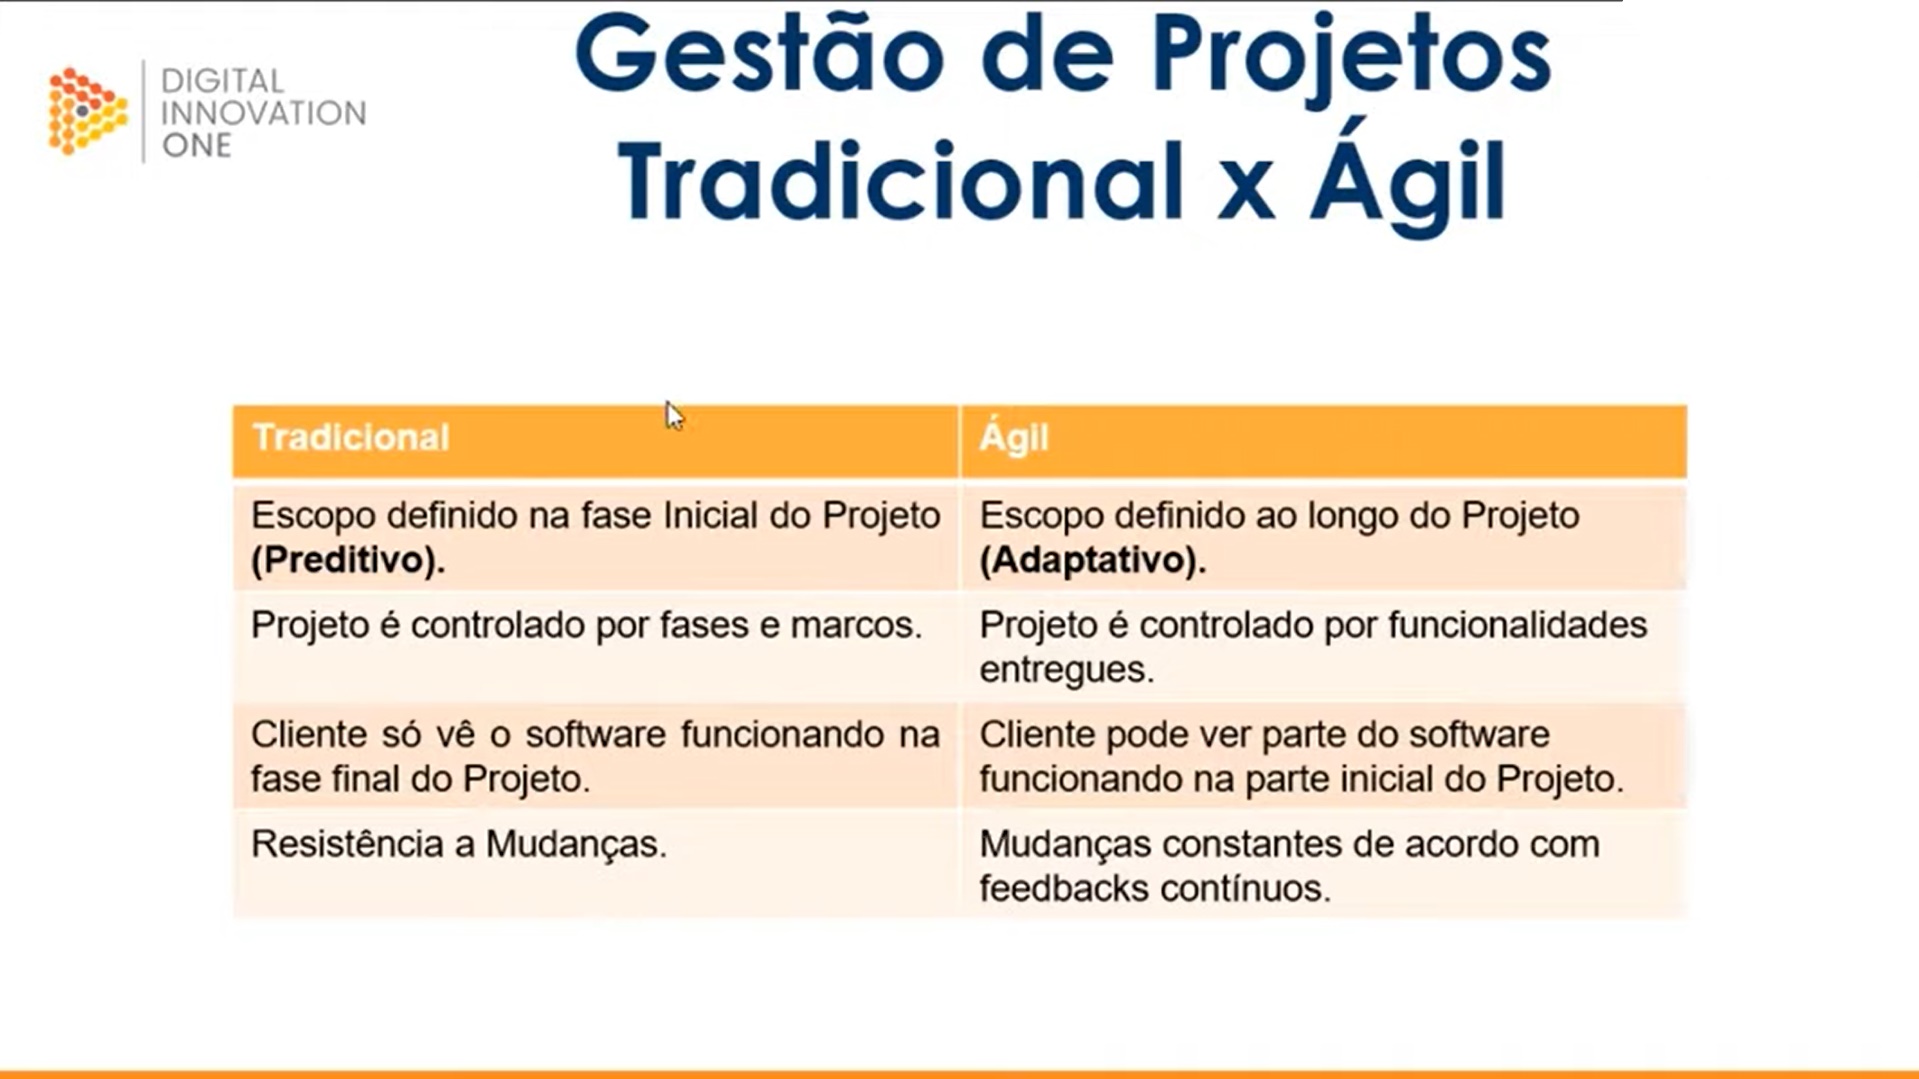 Gestão de Projetos
Tradicional x Ágil
DIGITAL
INNOVATION
ONE
Tradicional
Ágil
Escopo definido na fase Inicial do Projeto
(Preditivo).
Escopo definido ao longo do Projeto
(Adaptativo).
Projeto é controlado por fases e marcos.
Projeto é controlado por funcionalidades
entregues.
Cliente só vê o software funcionando na
fase final do Projeto.
Cliente pode ver parte do software
funcionando na parte inicial do Projeto.
Resistência a Mudanças.
Mudanças constantes de acordo com
feedbacks contínuos.